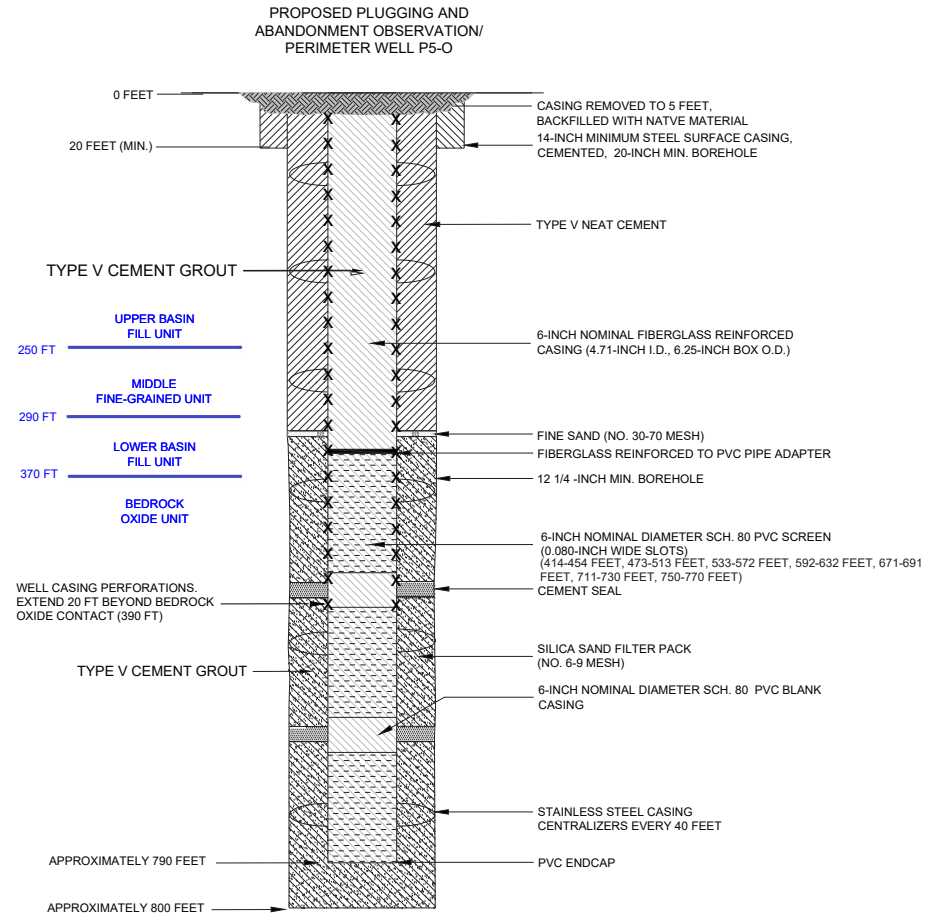 PROPOSED PLUGGING AND
ABANDONMENT OBSERVATION/
PERIMETER WELL P5-O
0 FEET
CASING REMOVED TO 5 FEET,
BACKFILLED WITH NATVE MATERIAL
20 FEET (MIN.)
14-INCH MINIMUM STEEL SURFACE CASING,
CEMENTED, 20-INCH MIN. BOREHOLE
TYPE V NEAT CEMENT
TYPE V CEMENT GROUT
UPPER BASIN
FILL UNIT
250 FT
6-INCH NOMINAL FIBERGLASS REINFORCED
CASING (4.71-INCH I.D., 6.25-INCH BOX O.D.)
MIDDLE
FINE-GRAINED UNIT
290 FT
FINE SAND (NO. 30-70 MESH)
LOWER BASIN
FILL UNIT
FIBERGLASS REINFORCED TO PVC PIPE ADAPTER
370 FT
12 1/4 -INCH MIN. BOREHOLE
BEDROCK
OXIDE UNIT
6-INCH NOMINAL DIAMETER SCH. 80 PVC SCREEN
(0.080-INCH WIDE SLOTS)
(414-454 FEET, 473-513 FEET, 533-572 FEET, 592-632 FEET, 671-691
FEET, 711-730 FEET, 750-770 FEET)
CEMENT SEAL
WELL CASING PERFORATIONS.
EXTEND 20 FT BEYOND BEDROCK
OXIDE CONTACT (390 FT)
SILICA SAND FILTER PACK
(NO. 6-9 MESH)
TYPE V CEMENT GROUT
6-INCH NOMINAL DIAMETER SCH. 80 PVC BLANK
CASING
STAINLESS STEEL CASING
CENTRALIZERS EVERY 40 FEET
APPROXIMATELY 790 FEET
PVC ENDCAP
APPROXIMATELY 800 FEET